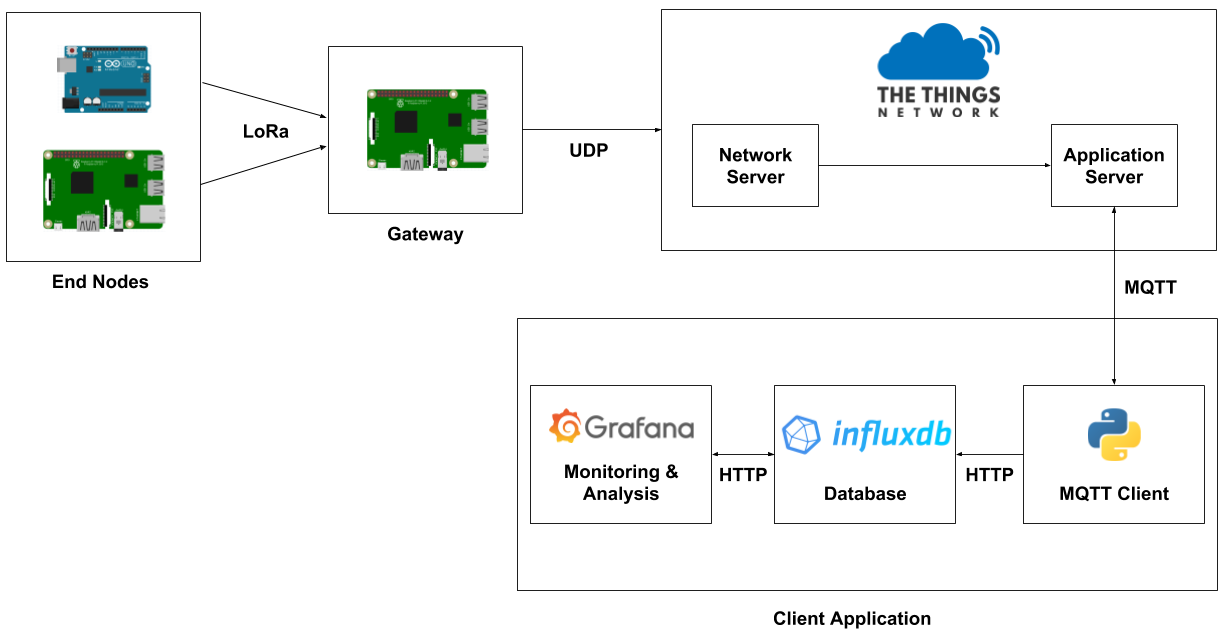 End Nodes
LoRa
Gateway
UDP
THE THINGS
NETWORK
Network
Server
Application
Server
MQTT
Grafana
Monitoring &
Analysis
HTTP
influxdb
Database
HTTP
MQTT Client
Client Application